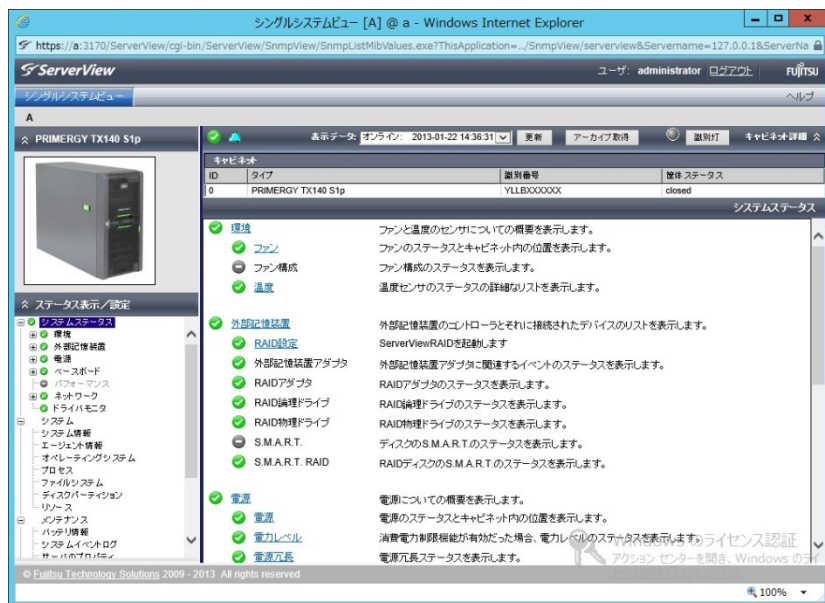 シングルシステムビュー [A] @ a - Windows Internet Explorer
https://a:3170/ServerView/cgi-bin/ServerView/SnmpView/SnmpListMibValues.exe?ThisApplication=../SnmpView/serverview&Servername=127.0.0.1&ServerNa
ServerView ユーザ: administrator ログアウト FUJITSU
シングルシステムビュー ヘルプ
A
PRIMERGY TX140 S1p
表示データ: オンライン: 2013-01-22 14:36:31 更新 アーカイブ取得 識別灯 キャビネット詳細
キャビネット
ID タイプ 識別番号 筐体ステータス
0 PRIMERGY TX140 S1p YLLBXXXXXX closed
システムステータス
環境 ファンと温度のセンサについての概要を表示します。
ファン ファンのステータスとキャビネット内の位置を表示します。
ファン構成 ファン構成のステータスを表示します。
温度 温度センサのステータスの詳細なリストを表示します。
外部記憶装置 外部記憶装置のコントローラとそれに接続されたデバイスのリストを表示します。
RAID設定 ServerViewRAIDを起動します
外部記憶装置アダプタ 外部記憶装置アダプタに関連するイベントのステータスを表示します。
RAIDアダプタ RAIDアダプタのステータスを表示します。
RAID論理ドライブ RAID論理ドライブのステータスを表示します。
RAID物理ドライブ RAID物理ドライブのステータスを表示します。
S.M.A.R.T. ディスクのS.M.A.R.T.のステータスを表示します。
S.M.A.R.T. RAID RAIDディスクのS.M.A.R.T.のステータスを表示します。
電源 電源についての概要を表示します。
電源 電源のステータスとキャビネット内の位置を表示します。
電力レベル 消費電力制限機能が有効だった場合、電力レベルのステータスを表示します。
電源冗長 電源冗長ステータスを表示します。
ステータス表示/設定
システムステータス
環境
外部記憶装置
電源
ベースボード
パフォーマンス
ネットワーク
ドライバモニタ
システム
システム情報
エージェント情報
オペレーティングシステム
プロセス
ファイルシステム
ディスクパーティション
リソース
メンテナンス
バッテリ情報
システムイベントログ
サーバのプロパティ
ライセンス認証
アクション センターを開き、Windows のライ
© Fujitsu Technology Solutions 2009 - 2013 All rights reserved
100%